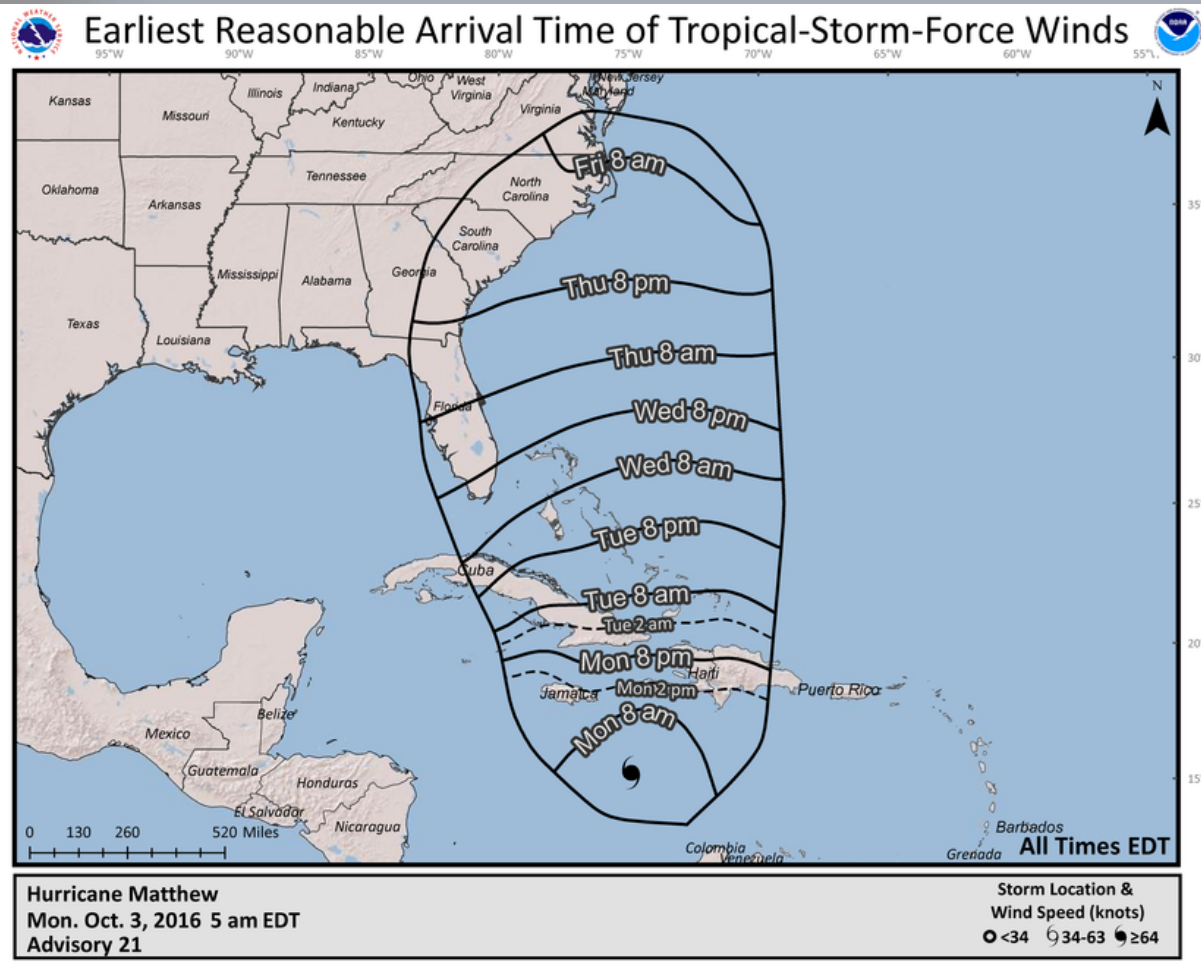 Earliest Reasonable Arrival Time of Tropical-Storm-Force Winds
NOAA
95°W 90°W 85°W 80°W 75°W 70°W 65°W 60°W 55°W
N
Kansas
Missouri
Illinois
Indiana
Ohio
West
Virginia
New Jersey
Maryland
Virginia
Kentucky
Fri 8 am
Oklahoma
Arkansas
Tennessee
North
Carolina
35°
South
Carolina
Mississippi
Alabama
Georgia
Thu 8 pm
Texas
Louisiana
Thu 8 am
30°
Florida
Wed 8 pm
Wed 8 am
25°
Tue 8 pm
Cuba
Tue 8 am
Tue 2 am
20°
Mon 8 pm
Haiti
Jamaica
Mon 2 pm
Puerto Rico
Mon 8 am
Belize
Mexico
Guatemala
Honduras
15°
El Salvador
Nicaragua
0 130 260 520 Miles
Colombia
Venezuela
Barbados
Grenada
All Times EDT
Hurricane Matthew
Mon. Oct. 3, 2016 5 am EDT
Advisory 21
Storm Location &
Wind Speed (knots)
<34 34-63 ≥64